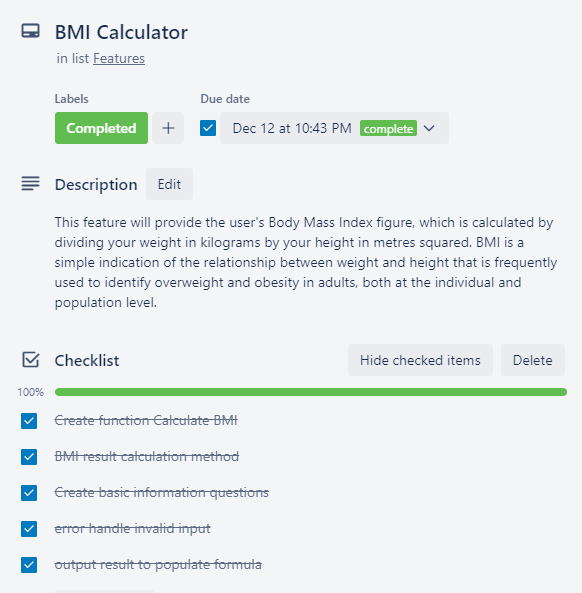 BMI Calculator
in list Features
Labels
Due date
Completed
+
Dec 12 at 10:43 PM complete
Description
Edit
This feature will provide the user's Body Mass Index figure, which is calculated by
dividing your weight in kilograms by your height in metres squared. BMI is a
simple indication of the relationship between weight and height that is frequently
used to identify overweight and obesity in adults, both at the individual and
population level.
Checklist
Hide checked items
Delete
100%
Create function Calculate BMI
BMI result calculation method
Create basic information questions
error handle invalid input
output result to populate formula